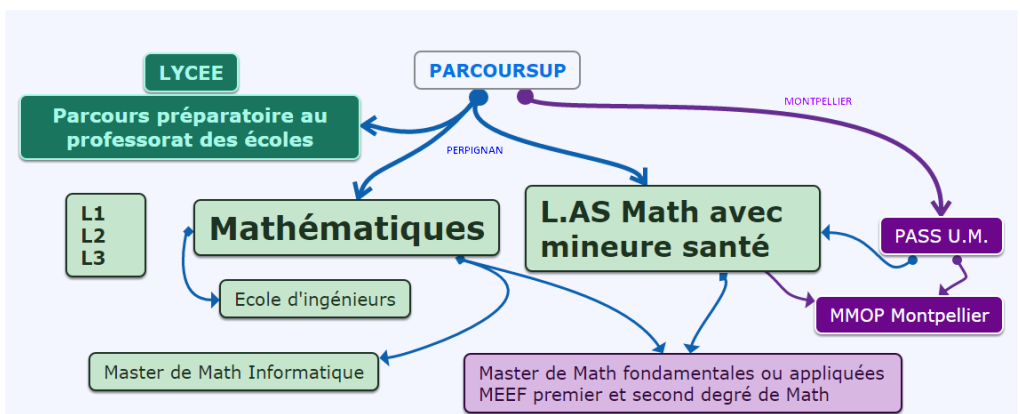 LYCEE
PARCOURSUP
MONTPELLIER
Parcours préparatoire au
professorat des écoles
PERPIGNAN
L1
L2
L3
Mathématiques
L.AS Math avec
mineure santé
PASS U.M.
Ecole d'ingénieurs
MMOP Montpellier
Master de Math Informatique
Master de Math fondamentales ou appliquées
MEEF premier et second degré de Math